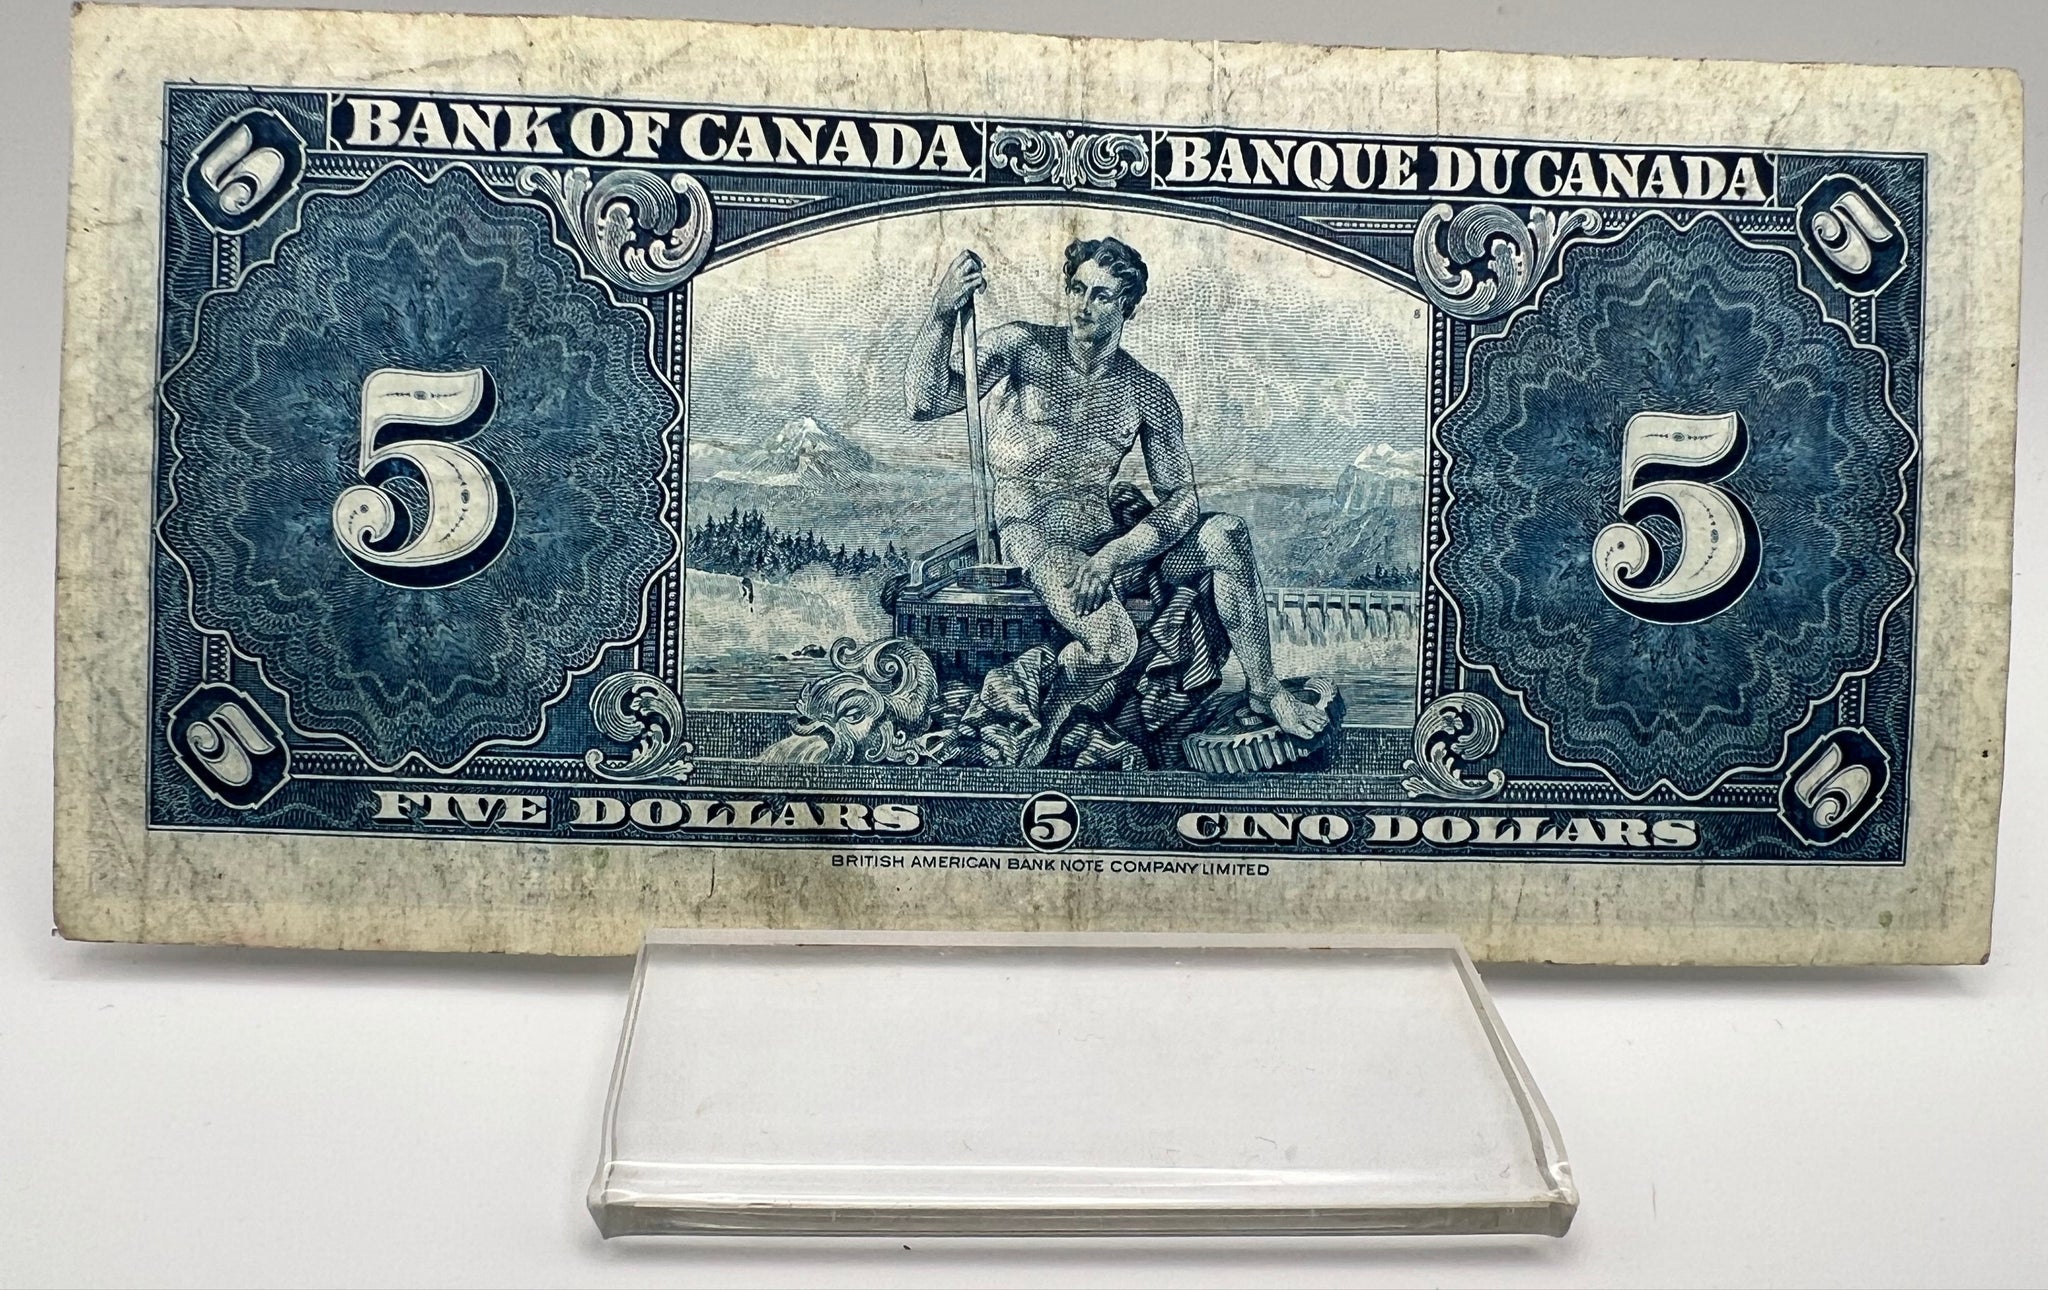 5 BANK OF CANADA BANQUE DU CANADA 5
5 5
5 FIVE DOLLARS 5 CINQ DOLLARS 5
BRITISH AMERICAN BANK NOTE COMPANY LIMITED